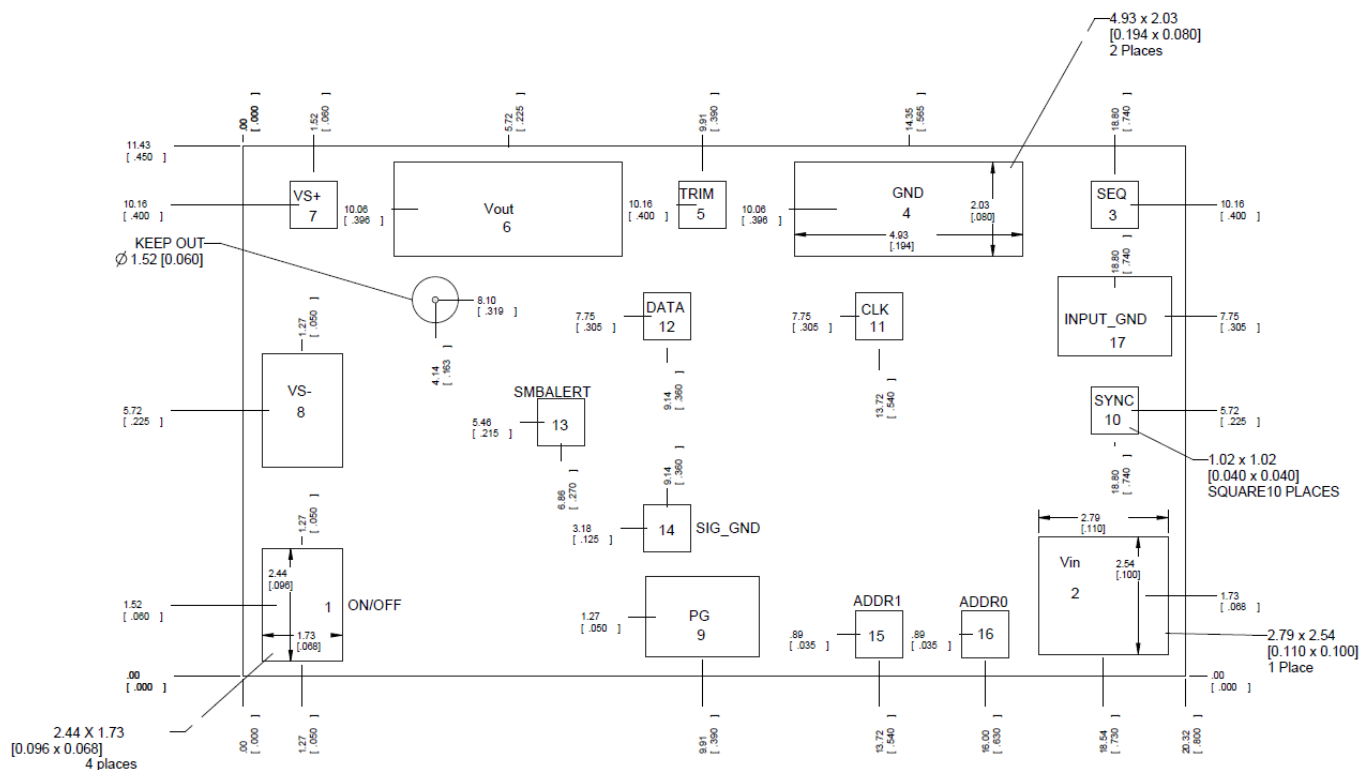 4.93 x 2.03
[0.194 x 0.080]
2 Places
.00
[ .000 ]
1.52
[ .060 ]
5.72
[ .225 ]
9.91
[ .390 ]
14.35
[ .565 ]
18.80
[ .740 ]
11.43
[ .450 ]
10.16
[ .400 ]
VS+
7
10.06
[ .396 ]
Vout
6
10.16
[ .400 ]
TRIM
5
10.06
[ .396 ]
GND
4
2.03
[.080]
4.93
[.194]
SEQ
3
10.16
[ .400 ]
KEEP OUT
Ø 1.52 [0.060]
8.10
[ .319 ]
4.14
[ .163 ]
7.75
[ .305 ]
DATA
12
9.14
[ .360 ]
7.75
[ .305 ]
CLK
11
13.72
[ .540 ]
18.80
[ .740 ]
INPUT_GND
17
7.75
[ .305 ]
1.27
[ .050 ]
5.72
[ .225 ]
VS-
8
SMBALERT
5.46
[ .215 ]
13
6.86
[ .270 ]
SYNC
10
5.72
[ .225 ]
18.80
[ .740 ]
1.02 x 1.02
[0.040 x 0.040]
SQUARE10 PLACES
9.14
[ .360 ]
3.18
[ .125 ]
14
SIG_GND
1.27
[ .050 ]
2.44
[.096]
1.52
[ .060 ]
1
ON/OFF
1.73
[.068]
1.27
[ .050 ]
PG
9
.89
[ .035 ]
ADDR1
15
.89
[ .035 ]
ADDR0
16
2.79
[.110]
Vin
2
2.54
[.100]
1.73
[ .068 ]
2.79 x 2.54
[0.110 x 0.100]
1 Place
.00
[ .000 ]
.00
[ .000 ]
2.44 X 1.73
[0.096 x 0.068]
4 places
.00
[ .000 ]
1.27
[ .050 ]
9.91
[ .390 ]
13.72
[ .540 ]
16.00
[ .630 ]
18.54
[ .730 ]
20.32
[ .800 ]